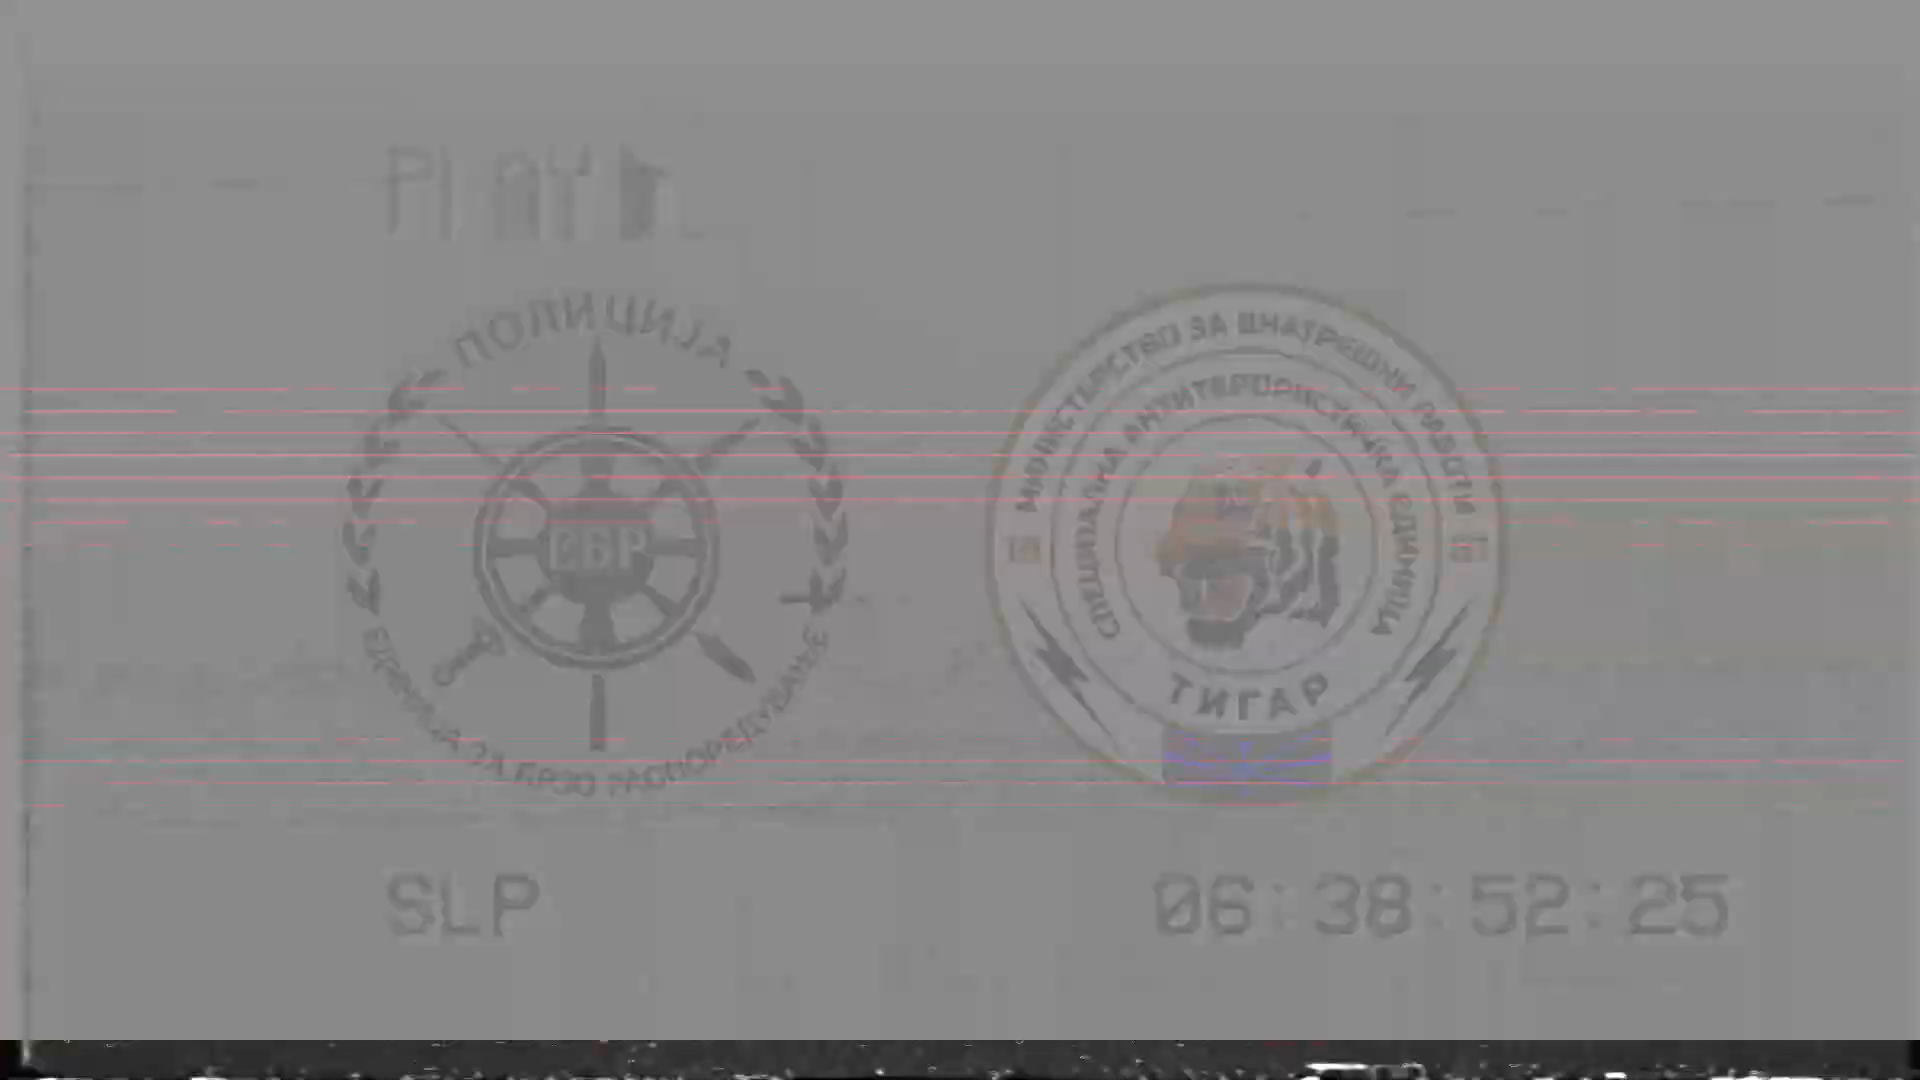 PLAY
ПОЛИЦИЈА
ЕБР
ЕДИНИЦА ЗА БРЗО РАСПОРЕДУВАЊЕ
МИНИСТЕРСТВО ЗА ВНАТРЕШНИ РАБОТИ
СПЕЦИЈАЛНА АНТИТЕРОРИСТИЧКА ЕДИНИЦА
ТИГАР
SLP
06:38:52:25